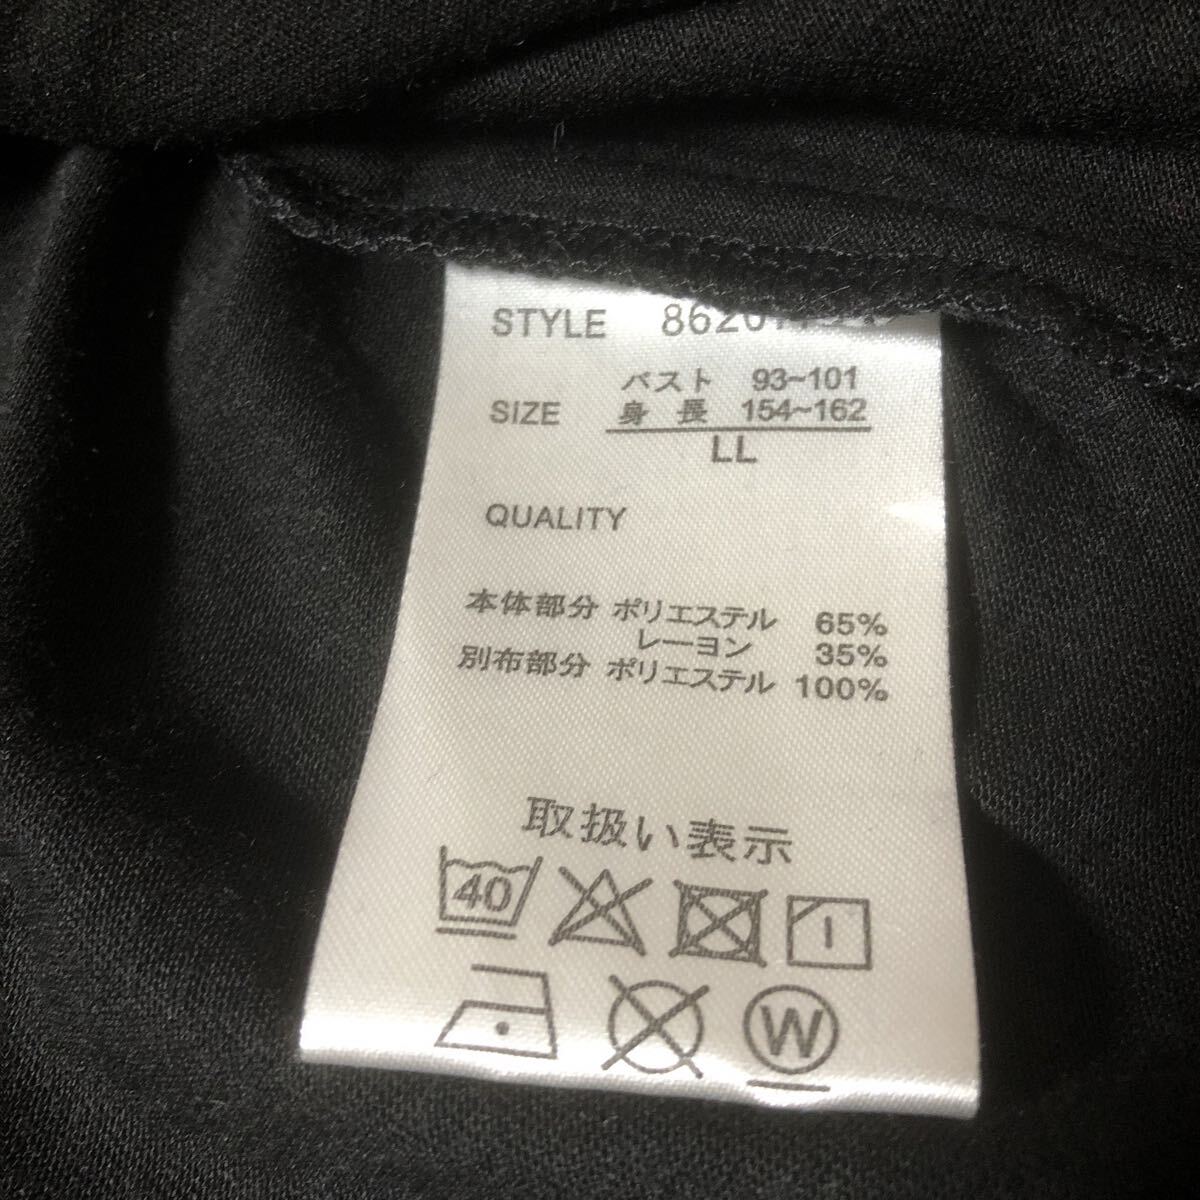 STYLE
バスト 93~101
SIZE 身長 154~162
LL
QUALITY
本体部分 ポリエステル 65%
レーヨン 35%
別布部分 ポリエステル 100%
取扱い表示
40
W